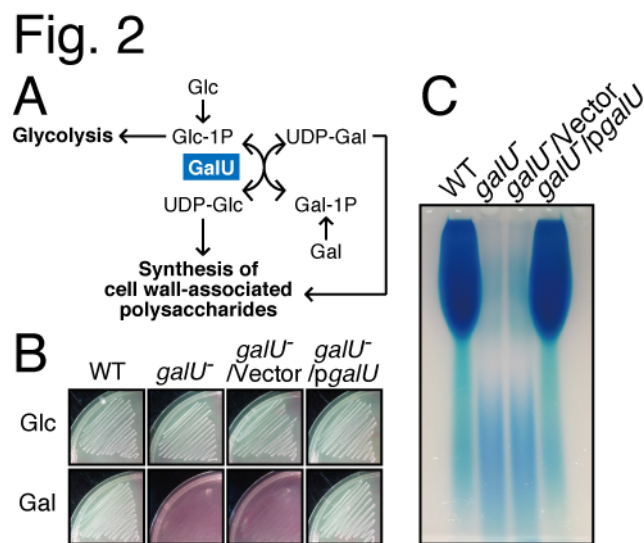 Fig. 2
A
Glc
Glycolysis
Glc-1P
UDP-Gal
GalU
UDP-Glc
Gal-1P
Gal
Synthesis of
cell wall-associated
polysaccharides
B
WT
galU⁻
galU⁻
/Vector
galU⁻
/pgalU
Glc
Gal
C
WT
galU⁻
galU⁻/Vector
galU⁻/pgalU